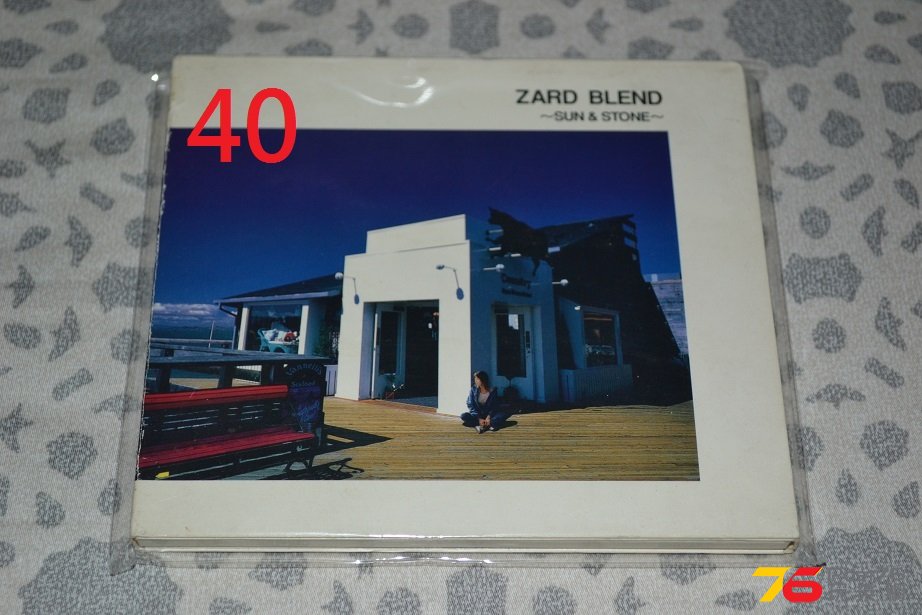 40
ZARD BLEND
~SUN & STONE~
76